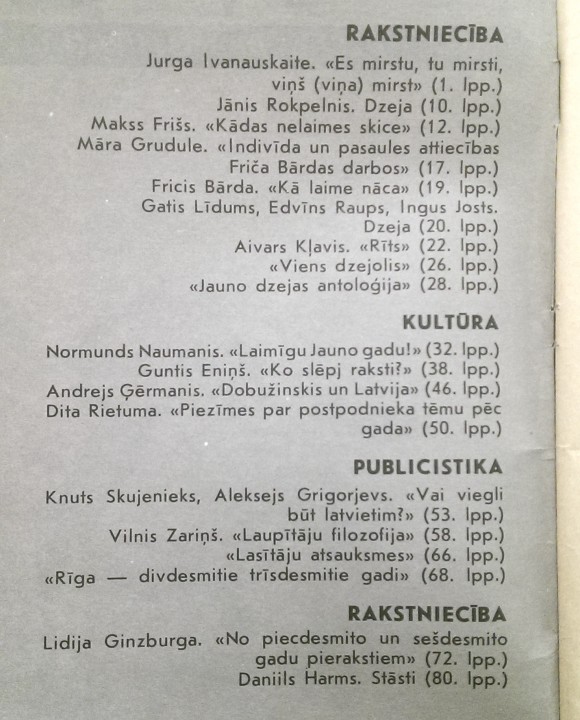 RAKSTNIECĪBA
Jurga Ivanauskaite. «Es mirstu, tu mirsti,
viņš (viņa) mirst» (1. lpp.)
Jānis Rokpelnis. Dzeja (10. lpp.)
Makss Frišs. «Kādas nelaimes skice» (12. lpp.)
Māra Grudule. «Indivīda un pasaules attiecības
Friča Bārdas darbos» (17. lpp.)
Fricis Bārda. «Kā laime nāca» (19. lpp.)
Gatis Līdums, Edvīns Raups, Ingus Josts.
Dzeja (20. lpp.)
Aivars Kļavis. «Rīts» (22. lpp.)
«Viens dzejolis» (26. lpp.)
«Jauno dzejas antoloģija» (28. lpp.)
KULTŪRA
Normunds Naumanis. «Laimīgu Jauno gadu!» (32. lpp.)
Guntis Eniņš. «Ko slēpj raksti?» (38. lpp.)
Andrejs Ģērmanis. «Dobužinskis un Latvija» (46. lpp.)
Dita Rietuma. «Piezīmes par postpodnieka tēmu pēc
gada» (50. lpp.)
PUBLICISTIKA
Knuts Skujenieks, Aleksejs Grigorjevs. «Vai viegli
būt latvietim?» (53. lpp.)
Vilnis Zariņš. «Laupītāju filozofija» (58. lpp.)
«Lasītāju atsauksmes» (66. lpp.)
«Rīga — divdesmitie trīsdesmitie gadi» (68. lpp.)
RAKSTNIECĪBA
Lidija Ginzburga. «No piecdesmito un sešdesmito
gadu pierakstiem» (72. lpp.)
Daniils Harms. Stāsti (80. lpp.)